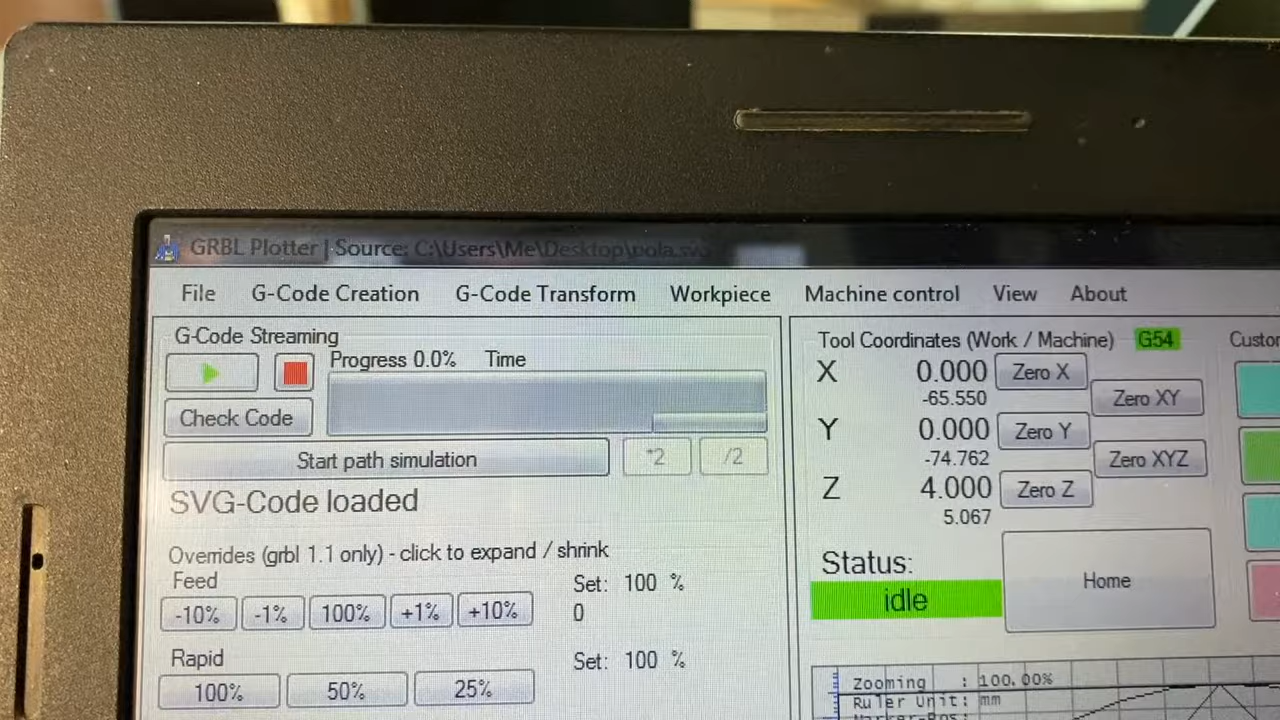 GRBL Plotter | Source: C:\Users\Me\Desktop\pola.svg
File G-Code Creation G-Code Transform Workpiece Machine control View About
G-Code Streaming
Progress 0.0% Time
Check Code
Start path simulation *2 /2
SVG-Code loaded
Overrides (grbl 1.1 only) - click to expand / shrink
Feed Set: 100 %
-10% -1% 100% +1% +10% 0
Rapid Set: 100 %
100% 50% 25%
Tool Coordinates (Work / Machine) G54
X 0.000 Zero X
-65.550 Zero XY
Y 0.000 Zero Y
-74.762 Zero XYZ
Z 4.000 Zero Z
5.067
Status:
idle
Home
Zooming : 100.00%
Ruler Unit: mm